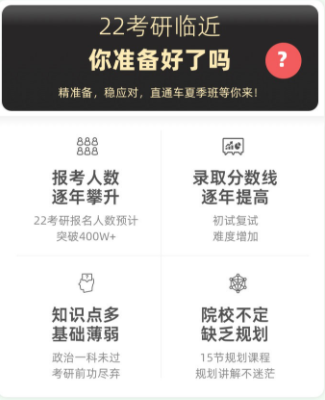 22考研临近
你准备好了吗
?
精准备，稳应对，直通车夏季班等你来！
888
888
报考人数
逐年攀升
22考研报名人数预计
突破400W+
录取分数线
逐年提高
初试复试
难度增加
知识点多
基础薄弱
政治一科未过
考研前功尽弃
院校不定
缺乏规划
15节规划课程
规划讲解不迷茫